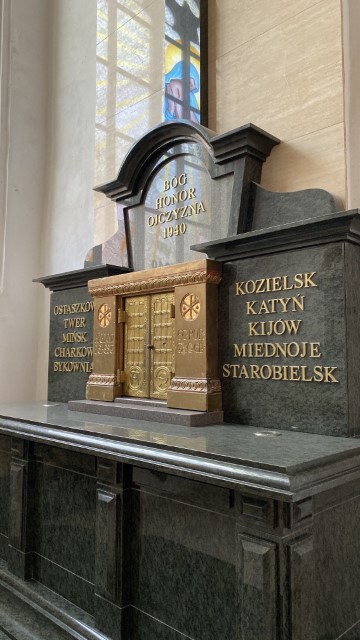 BÓG
HONOR
OJCZYZNA
1940
OSTASZKÓW
TWER
MIŃSK
CHARKÓW
BYKOWNIA
KOZIELSK
KATYŃ
KIJÓW
MIEDNOJE
STAROBIELSK